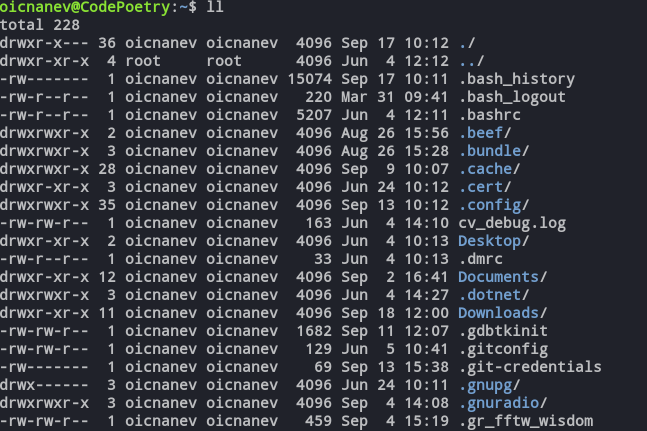 oicnanev@CodePoetry:~$ ll
total 228
drwxr-x--- 36 oicnanev oicnanev  4096 Sep 17 10:12 ./
drwxr-xr-x  4 root     root      4096 Jun  4 12:12 ../
-rw-------  1 oicnanev oicnanev 15074 Sep 17 10:11 .bash_history
-rw-r--r--  1 oicnanev oicnanev   220 Mar 31 09:41 .bash_logout
-rw-r--r--  1 oicnanev oicnanev  5207 Jun  4 12:11 .bashrc
drwxrwxr-x  2 oicnanev oicnanev  4096 Aug 26 15:56 .beef/
drwxrwxr-x  3 oicnanev oicnanev  4096 Aug 26 15:28 .bundle/
drwxrwxr-x 28 oicnanev oicnanev  4096 Sep  9 10:07 .cache/
drwxr-xr-x  3 oicnanev oicnanev  4096 Jun 24 10:12 .cert/
drwxrwxr-x 35 oicnanev oicnanev  4096 Sep 13 10:12 .config/
-rw-rw-r--  1 oicnanev oicnanev   163 Jun  4 14:10 cv_debug.log
drwxr-xr-x  2 oicnanev oicnanev  4096 Jun  4 10:13 Desktop/
-rw-r--r--  1 oicnanev oicnanev    33 Jun  4 10:13 .dmrc
drwxr-xr-x 12 oicnanev oicnanev  4096 Sep  2 16:41 Documents/
drwxrwxr-x  3 oicnanev oicnanev  4096 Jun  4 14:27 .dotnet/
drwxr-xr-x 11 oicnanev oicnanev  4096 Sep 18 12:00 Downloads/
-rw-rw-r--  1 oicnanev oicnanev  1682 Sep 11 12:07 .gdbtkinit
-rw-rw-r--  1 oicnanev oicnanev   129 Jun  5 10:41 .gitconfig
-rw-------  1 oicnanev oicnanev    69 Sep 13 15:38 .git-credentials
drwx------  3 oicnanev oicnanev  4096 Jun 24 10:11 .gnupg/
drwxrwxr-x  3 oicnanev oicnanev  4096 Sep  4 14:08 .gnuradio/
-rw-rw-r--  1 oicnanev oicnanev   459 Sep  4 15:19 .gr_fftw_wisdom